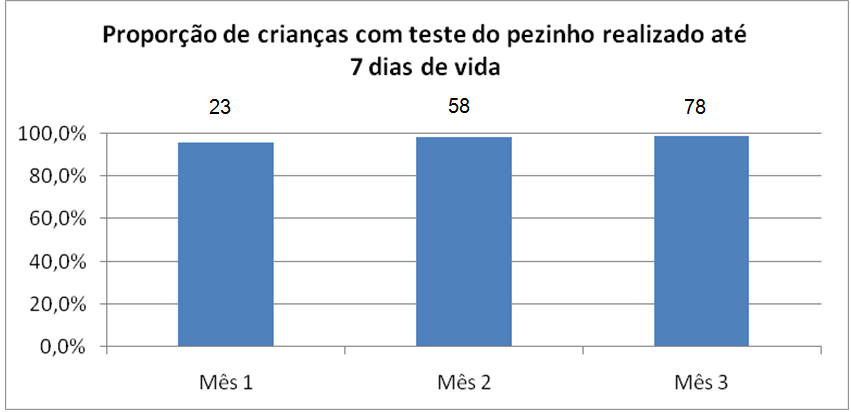 Proporção de crianças com teste do pezinho realizado até
7 dias de vida
23 58 78
100,0%
80,0%
60,0%
40,0%
20,0%
0,0%
Mês 1 Mês 2 Mês 3